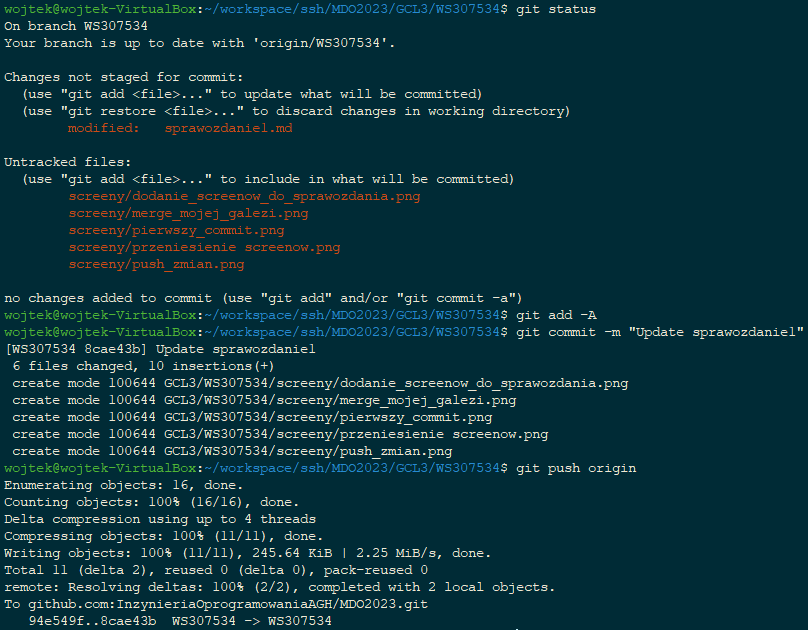 wojtek@wojtek-VirtualBox:~/workspace/ssh/MDO2023/GCL3/WS307534$ git status
On branch WS307534
Your branch is up to date with 'origin/WS307534'.
Changes not staged for commit:
(use "git add <file>..." to update what will be committed)
(use "git restore <file>..." to discard changes in working directory)
modified:   sprawozdanie1.md
Untracked files:
(use "git add <file>..." to include in what will be committed)
screeny/dodanie_screenow_do_sprawozdania.png
screeny/merge_mojej_galezi.png
screeny/pierwszy_commit.png
screeny/przeniesienie screenow.png
screeny/push_zmian.png
no changes added to commit (use "git add" and/or "git commit -a")
wojtek@wojtek-VirtualBox:~/workspace/ssh/MDO2023/GCL3/WS307534$ git add -A
wojtek@wojtek-VirtualBox:~/workspace/ssh/MDO2023/GCL3/WS307534$ git commit -m "Update sprawozdanie1"
[WS307534 8cae43b] Update sprawozdanie1
6 files changed, 10 insertions(+)
create mode 100644 GCL3/WS307534/screeny/dodanie_screenow_do_sprawozdania.png
create mode 100644 GCL3/WS307534/screeny/merge_mojej_galezi.png
create mode 100644 GCL3/WS307534/screeny/pierwszy_commit.png
create mode 100644 GCL3/WS307534/screeny/przeniesienie screenow.png
create mode 100644 GCL3/WS307534/screeny/push_zmian.png
wojtek@wojtek-VirtualBox:~/workspace/ssh/MDO2023/GCL3/WS307534$ git push origin
Enumerating objects: 16, done.
Counting objects: 100% (16/16), done.
Delta compression using up to 4 threads
Compressing objects: 100% (11/11), done.
Writing objects: 100% (11/11), 245.64 KiB | 2.25 MiB/s, done.
Total 11 (delta 2), reused 0 (delta 0), pack-reused 0
remote: Resolving deltas: 100% (2/2), completed with 2 local objects.
To github.com:InzynieriaOprogramowaniaAGH/MDO2023.git
94e549f..8cae43b  WS307534 -> WS307534